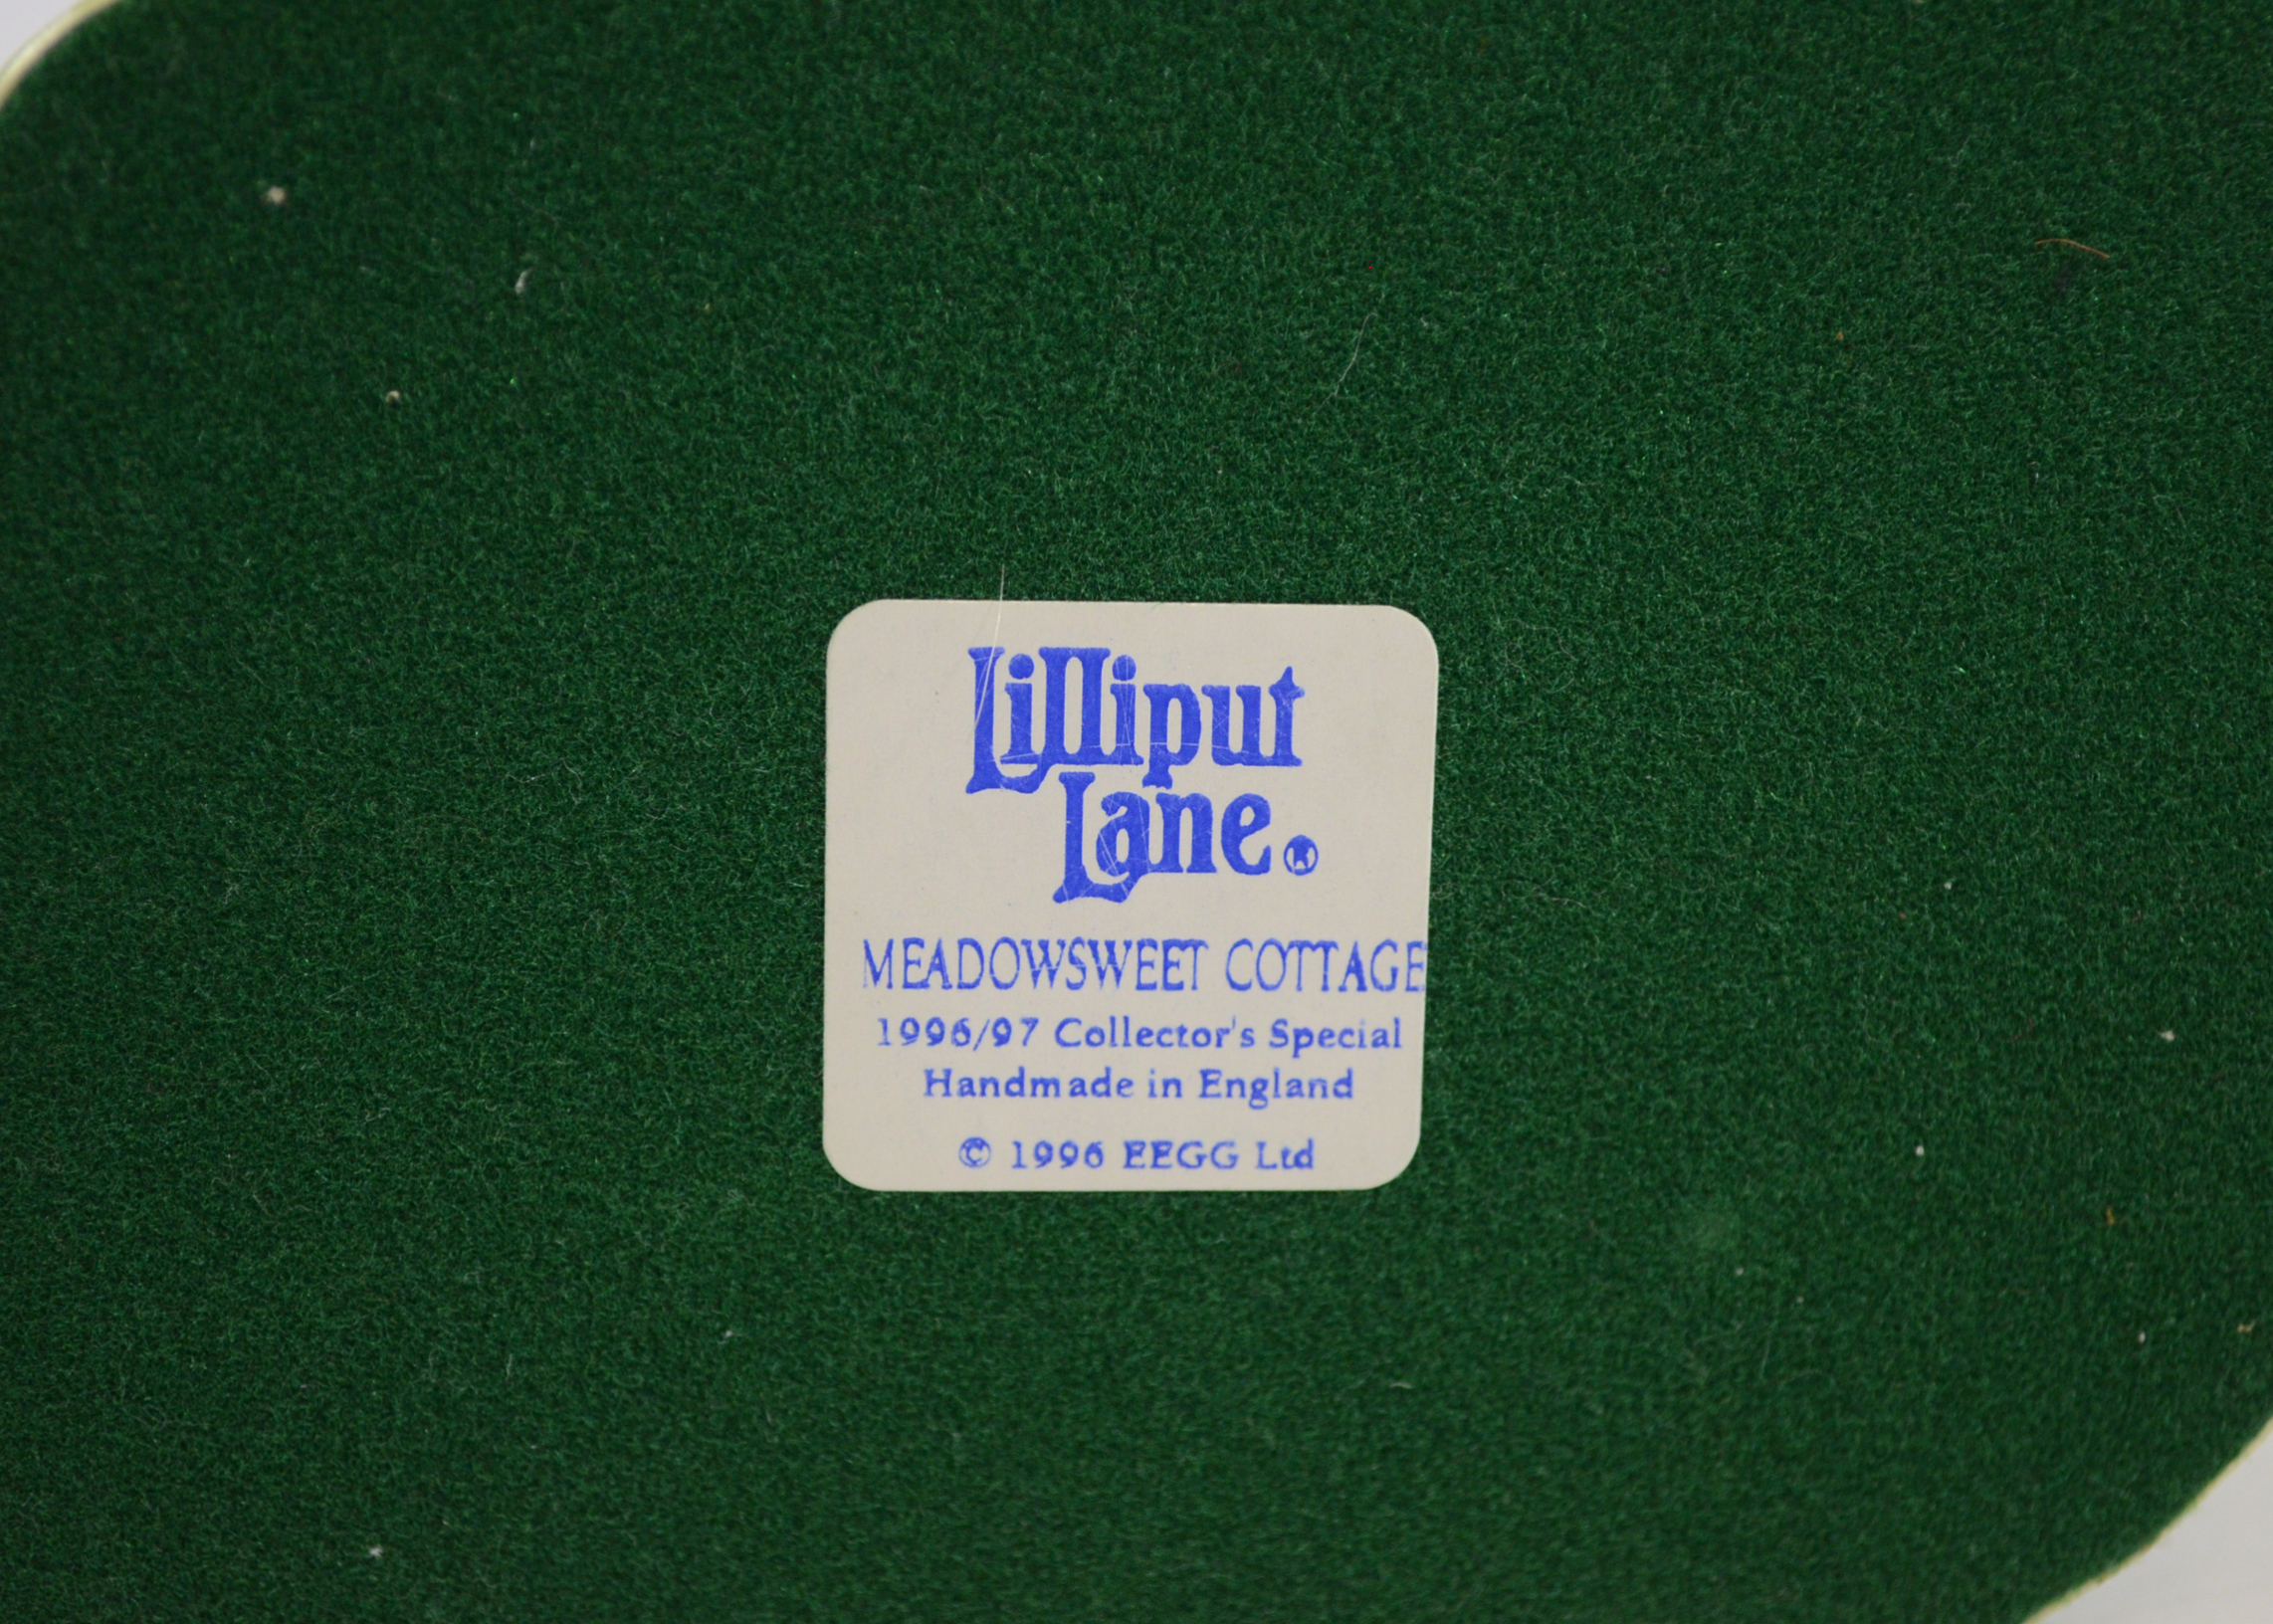 Lilliput
Lane®
MEADOWSWEET COTTAGE
1996/97 Collector's Special
Handmade in England
© 1996 EEGG Ltd